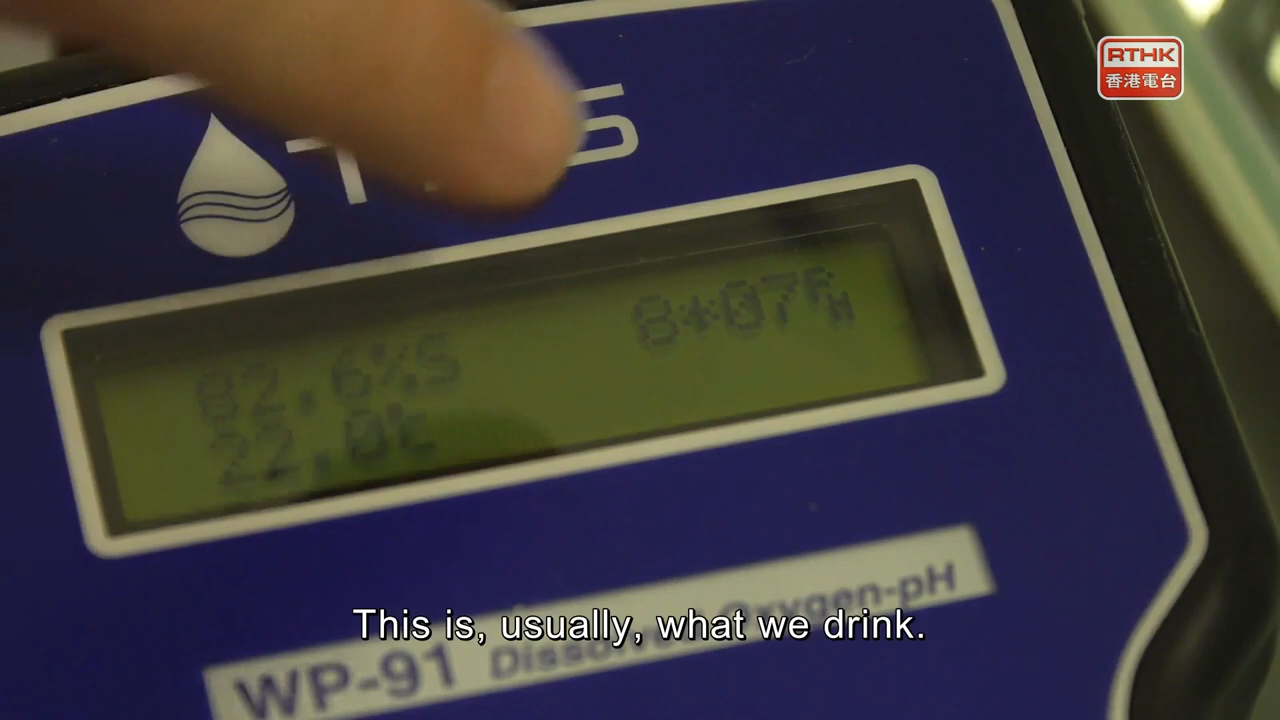 RTHK
香港電台
8*07PH
82.6%S
22.0℃
WP-91 Dissolved Oxygen-pH
This is, usually, what we drink.